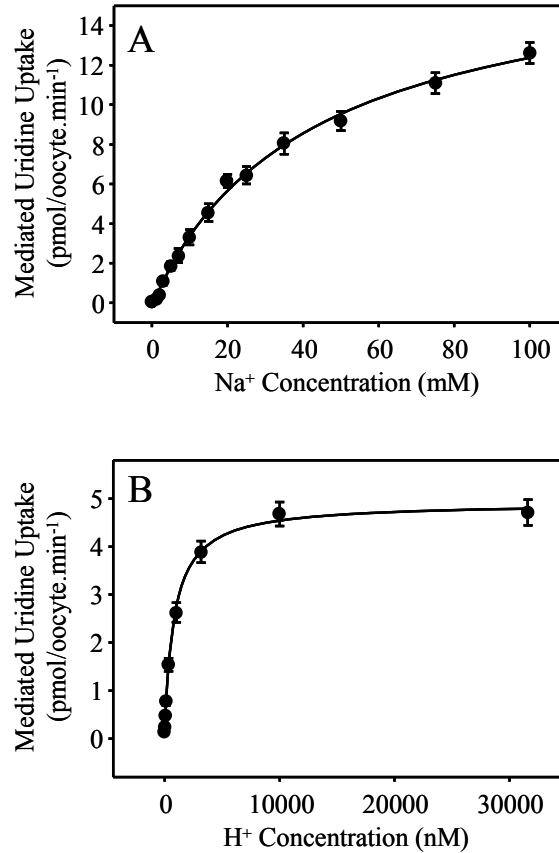 A
14
12
10
8
6
4
2
0
Mediated Uridine Uptake
(pmol/oocyte.min⁻¹)
0 20 40 60 80 100
Na⁺ Concentration (mM)
B
5
4
3
2
1
0
Mediated Uridine Uptake
(pmol/oocyte.min⁻¹)
0 10000 20000 30000
H⁺ Concentration (nM)